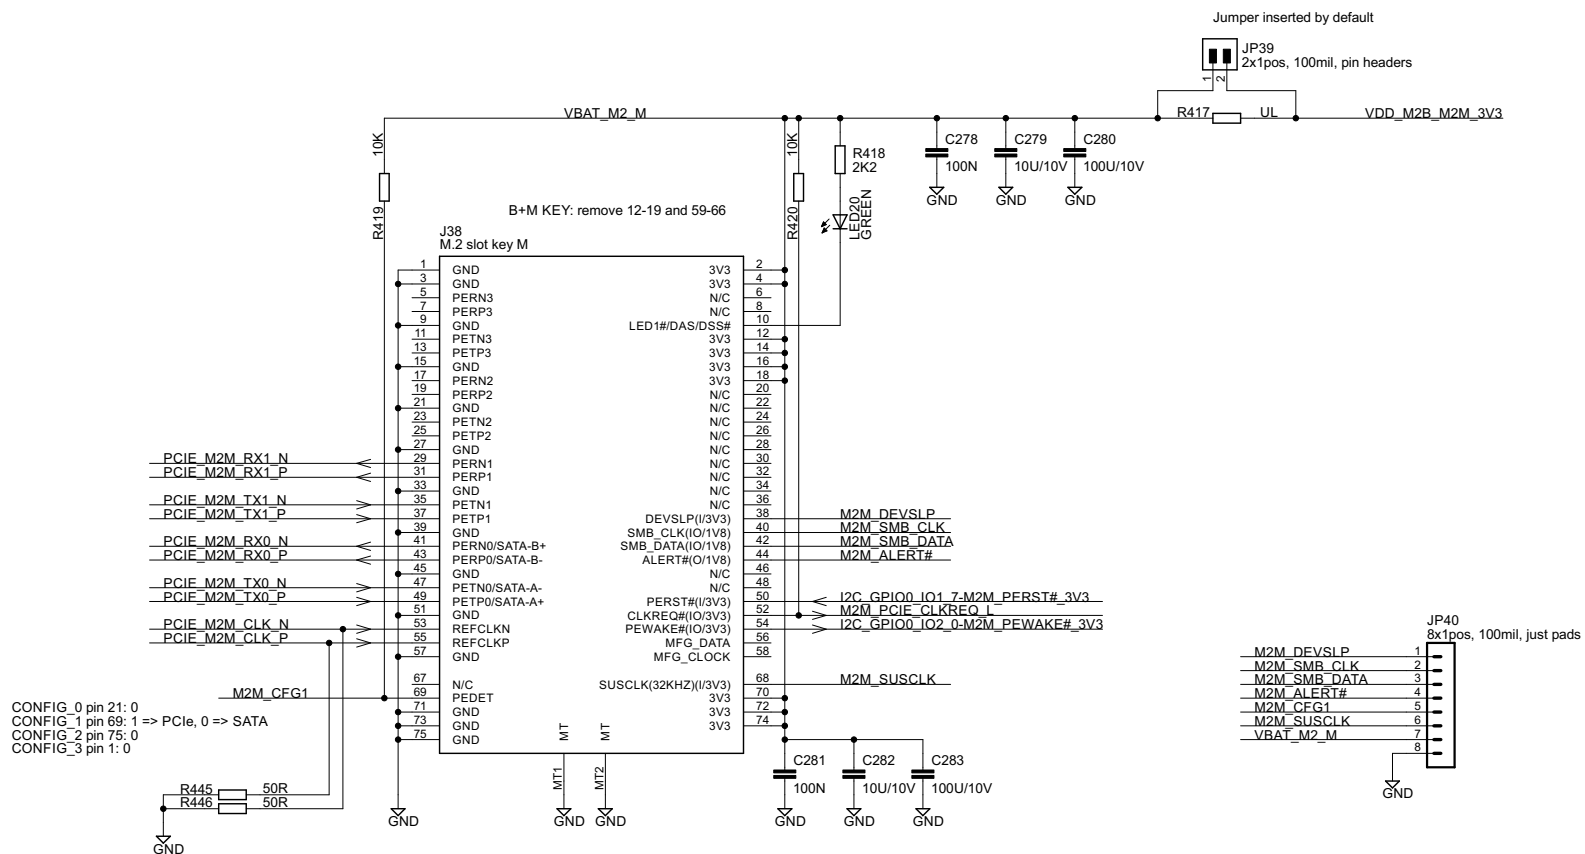 Jumper inserted by default
JP39
2x1pos, 100mil, pin headers
1
2
VBAT_M2_M
R417
UL
VDD_M2B_M2M_3V3
10K
R419
10K
R420
R418
2K2
LED20
GREEN
C278
100N
GND
C279
10U/10V
GND
C280
100U/10V
GND
B+M KEY: remove 12-19 and 59-66
J38
M.2 slot key M
1 GND 3V3 2
3 GND 3V3 4
5 PERN3 N/C 6
7 PERP3 N/C 8
9 GND LED1#/DAS/DSS# 10
11 PETN3 3V3 12
13 PETP3 3V3 14
15 GND 3V3 16
17 PERN2 3V3 18
19 PERP2 N/C 20
21 GND N/C 22
23 PETN2 N/C 24
25 PETP2 N/C 26
27 GND N/C 28
PCIE_M2M_RX1_N 29 PERN1 N/C 30
PCIE_M2M_RX1_P 31 PERP1 N/C 32
33 GND N/C 34
PCIE_M2M_TX1_N 35 PETN1 N/C 36
PCIE_M2M_TX1_P 37 PETP1 DEVSLP(I/3V3) 38 M2M_DEVSLP
39 GND SMB_CLK(IO/1V8) 40 M2M_SMB_CLK
PCIE_M2M_RX0_N 41 PERN0/SATA-B+ SMB_DATA(IO/1V8) 42 M2M_SMB_DATA
PCIE_M2M_RX0_P 43 PERP0/SATA-B- ALERT#(O/1V8) 44 M2M_ALERT#
45 GND N/C 46
PCIE_M2M_TX0_N 47 PETN0/SATA-A- N/C 48
PCIE_M2M_TX0_P 49 PETP0/SATA-A+ PERST#(I/3V3) 50 I2C_GPIO0_IO1_7-M2M_PERST#_3V3
51 GND CLKREQ#(IO/3V3) 52 M2M_PCIE_CLKREQ_L
PCIE_M2M_CLK_N 53 REFCLKN PEWAKE#(IO/3V3) 54 I2C_GPIO0_IO2_0-M2M_PEWAKE#_3V3
PCIE_M2M_CLK_P 55 REFCLKP MFG_DATA 56
57 GND MFG_CLOCK 58
67 N/C SUSCLK(32KHZ)(I/3V3) 68 M2M_SUSCLK
M2M_CFG1 69 PEDET 3V3 70
71 GND 3V3 72
73 GND 3V3 74
75 GND
MT
MT
MT1
MT2
CONFIG_0 pin 21: 0
CONFIG_1 pin 69: 1 => PCIe, 0 => SATA
CONFIG_2 pin 75: 0
CONFIG_3 pin 1: 0
R445 50R
R446 50R
GND
GND
GND
GND
C281
100N
GND
C282
10U/10V
GND
C283
100U/10V
GND
JP40
8x1pos, 100mil, just pads
M2M_DEVSLP 1
M2M_SMB_CLK 2
M2M_SMB_DATA 3
M2M_ALERT# 4
M2M_CFG1 5
M2M_SUSCLK 6
VBAT_M2_M 7
8
GND